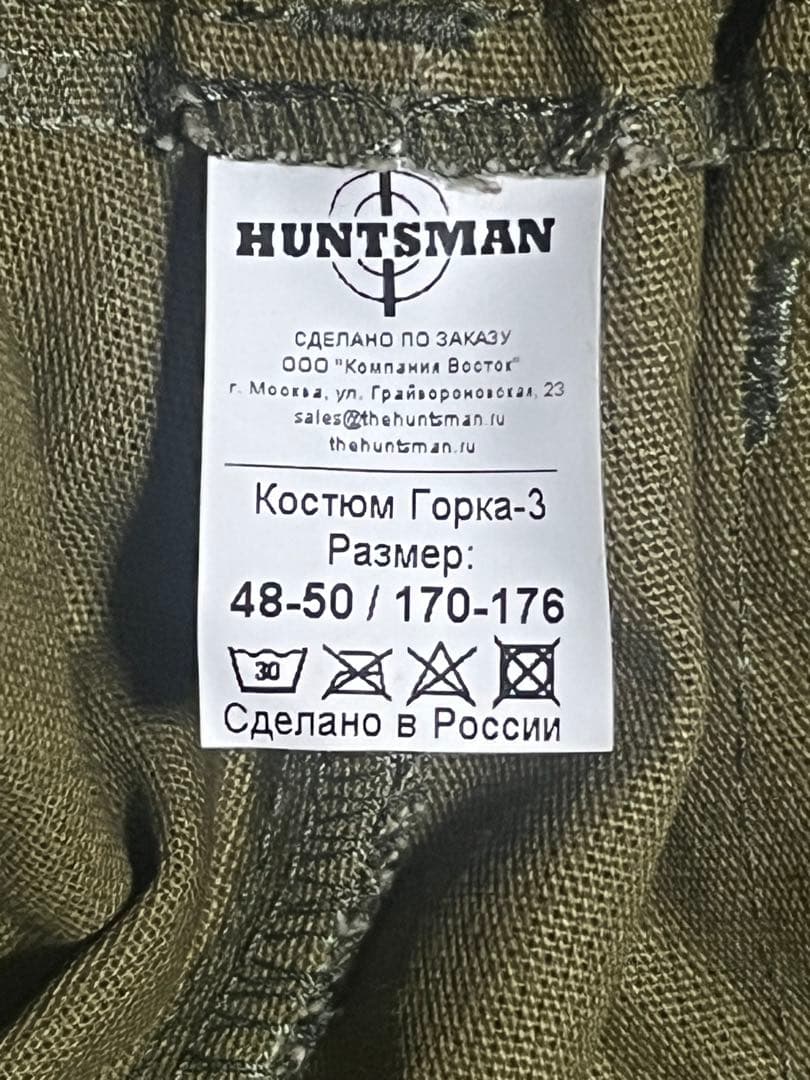 HUNTSMAN
СДЕЛАНО ПО ЗАКАЗУ
ООО "Компания Восток"
г. Москва, ул. Грайвороновская, 23
sales@thehuntsman.ru
thehuntsman.ru
Костюм Горка-3
Размер:
48-50 / 170-176
30
Сделано в России